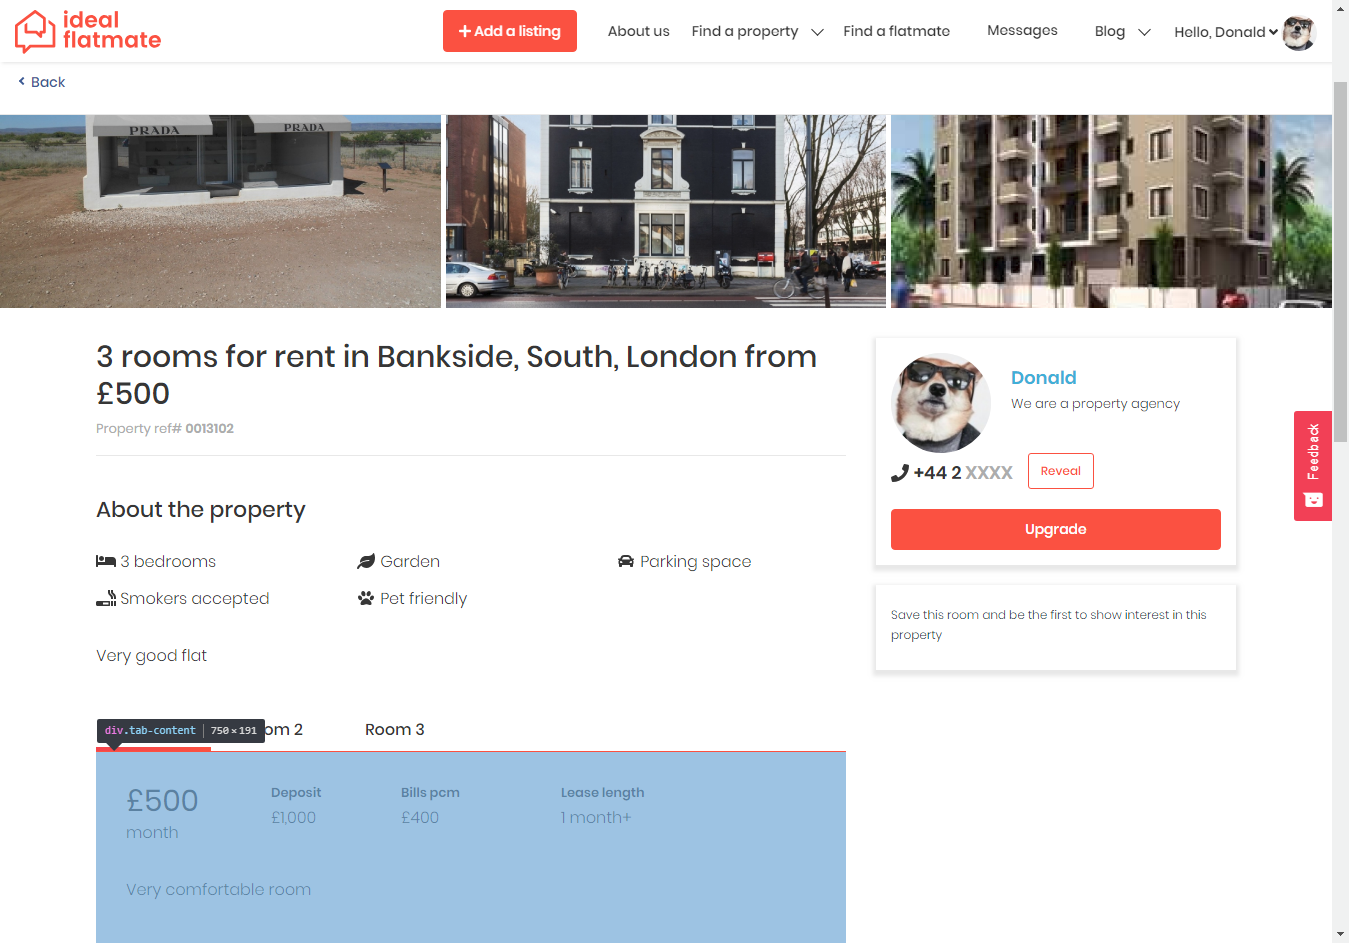 ideal
flatmate
Add a listing
About us
Find a property
Find a flatmate
Messages
Blog
Hello, Donald
Back
PRADA
PRADA
3 rooms for rent in Bankside, South, London from
£500
Property ref# 0013102
Donald
We are a property agency
+44 2 XXXX
Reveal
Upgrade
Feedback
About the property
3 bedrooms
Garden
Parking space
Smokers accepted
Pet friendly
Save this room and be the first to show interest in this
property
Very good flat
div.tab-content 750×191
om 2
Room 3
£500
month
Deposit
£1,000
Bills pcm
£400
Lease length
1 month+
Very comfortable room